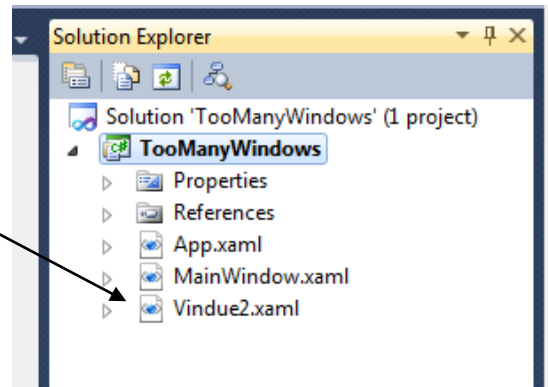 Solution Explorer
Solution 'TooManyWindows' (1 project)
C# TooManyWindows
Properties
References
App.xaml
MainWindow.xaml
Vindue2.xaml